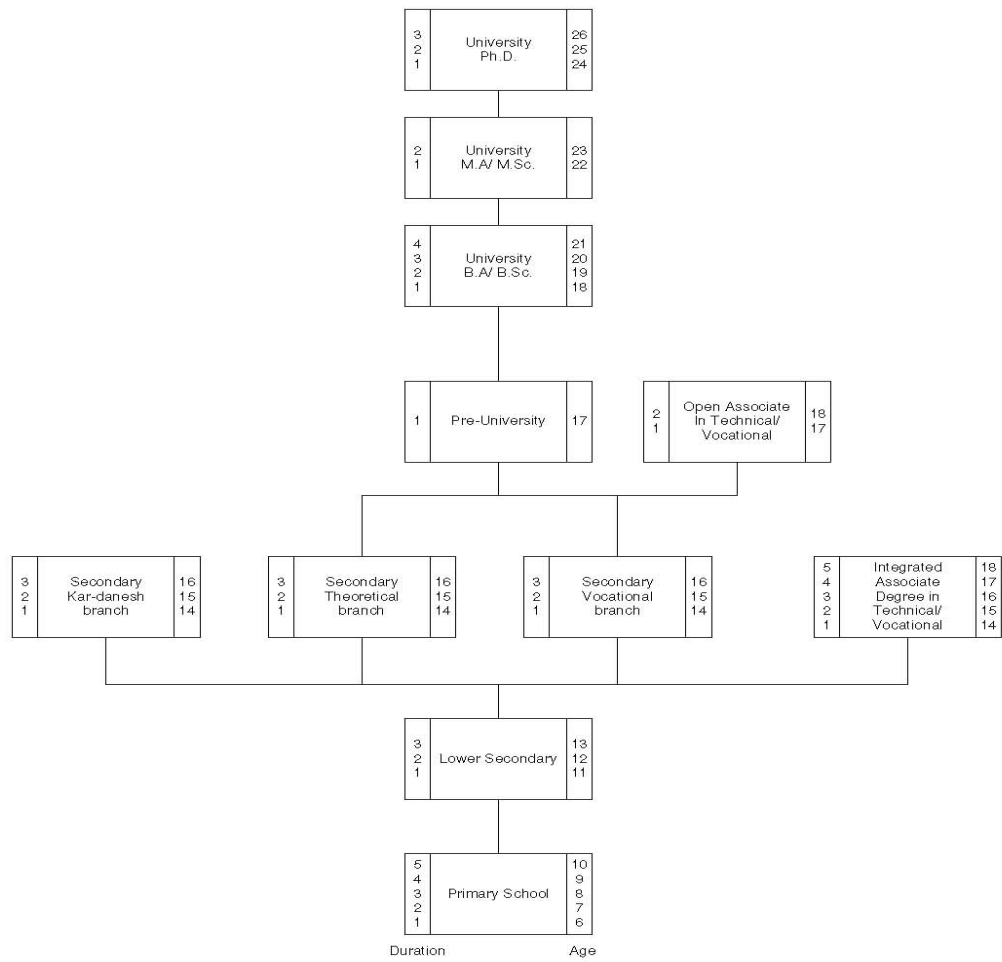 3
2
1
University
Ph.D.
26
25
24
2
1
University
M.A/ M.Sc.
23
22
4
3
2
1
University
B.A/ B.Sc.
21
20
19
18
1
Pre-University
17
2
1
Open Associate
In Technical/
Vocational
18
17
3
2
1
Secondary
Kar-danesh
branch
16
15
14
3
2
1
Secondary
Theoretical
branch
16
15
14
3
2
1
Secondary
Vocational
branch
16
15
14
5
4
3
2
1
Integrated
Associate
Degree in
Technical/
Vocational
18
17
16
15
14
3
2
1
Lower Secondary
13
12
11
5
4
3
2
1
Primary School
10
9
8
7
6
Duration
Age